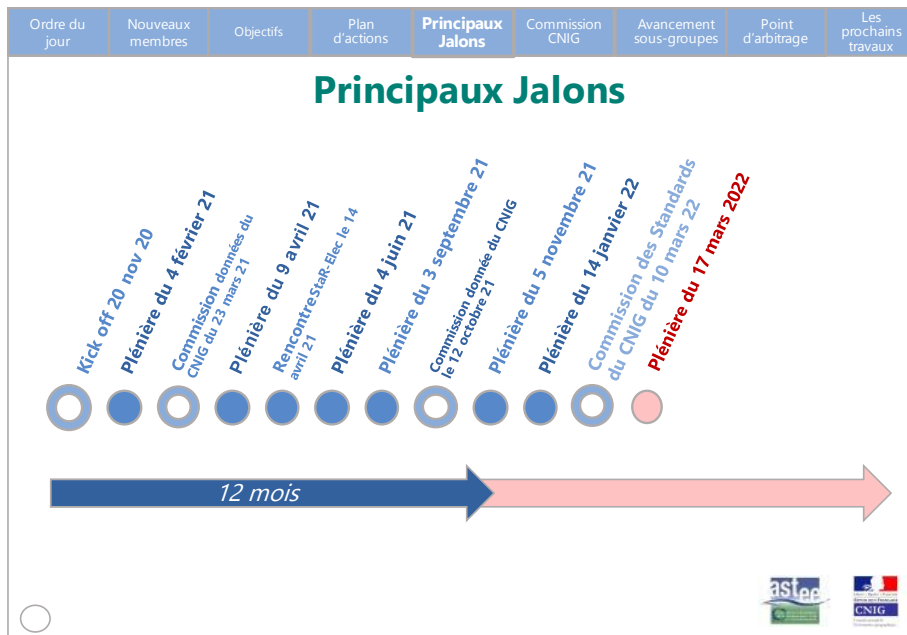 Ordre du
jour
Nouveaux
membres
Objectifs
Plan
d'actions
Principaux
Jalons
Commission
CNIG
Avancement
sous-groupes
Point
d'arbitrage
Les
prochains
travaux
Principaux Jalons
Kick off 20 nov 20
Plénière du 4 février 21
Commission données du
CNIG du 23 mars 21
Plénière du 9 avril 21
Rencontre StaR-Elec le 14
avril 21
Plénière du 4 juin 21
Plénière du 3 septembre 21
Commission donnée du CNIG
le 12 octobre 21
Plénière du 5 novembre 21
Plénière du 14 janvier 22
Commission des Standards
du CNIG du 10 mars 22
Plénière du 17 mars 2022
12 mois
astee
CNIG